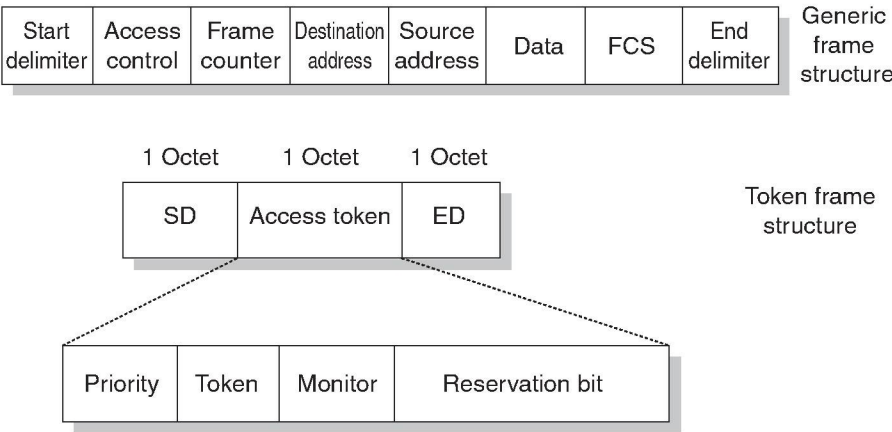 Start delimiter Access control Frame counter Destination address Source address Data FCS End delimiter
Generic frame structure
1 Octet 1 Octet 1 Octet
SD Access token ED
Token frame structure
Priority Token Monitor Reservation bit